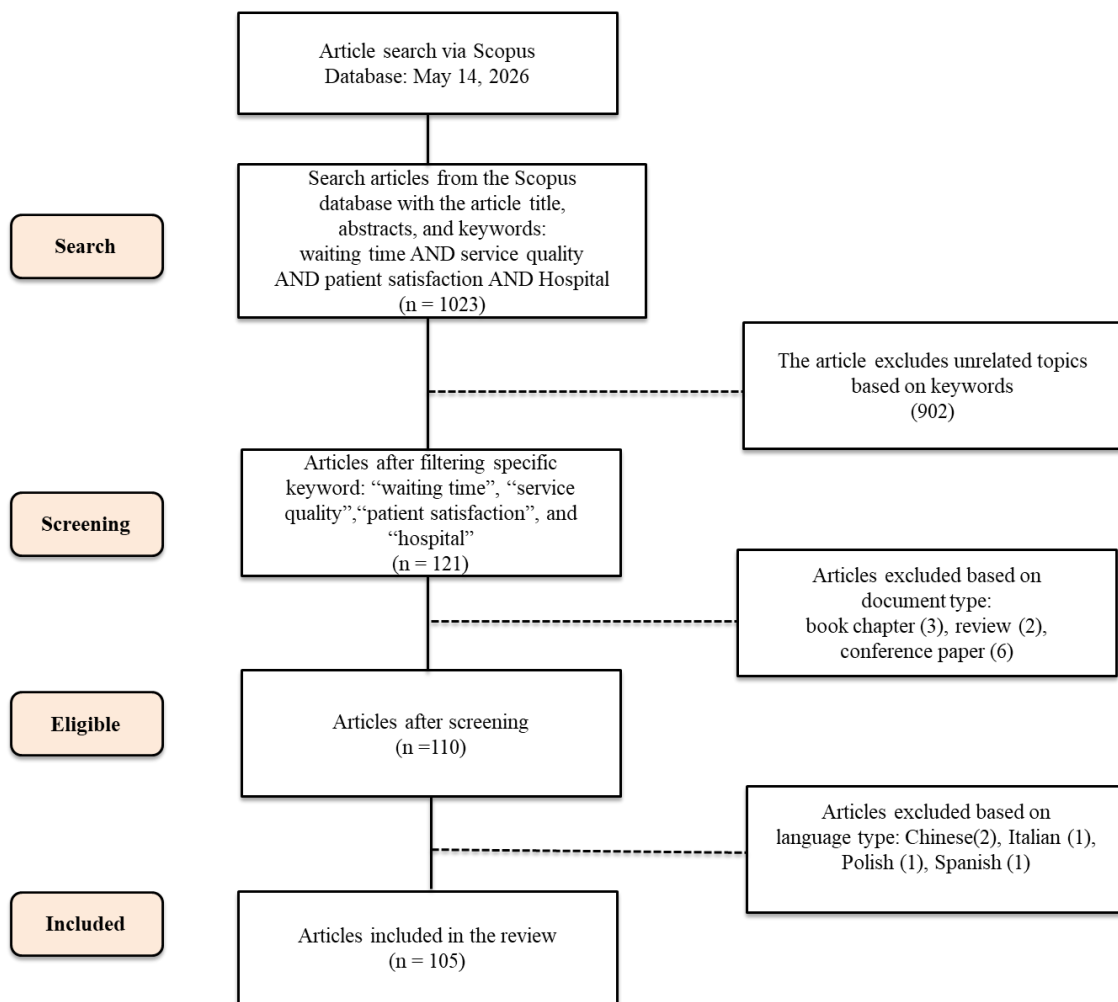 Article search via Scopus
Database: May 14, 2026
Search
Search articles from the Scopus
database with the article title,
abstracts, and keywords:
waiting time AND service quality
AND patient satisfaction AND Hospital
(n = 1023)
The article excludes unrelated topics
based on keywords
(902)
Screening
Articles after filtering specific
keyword: “waiting time”, “service
quality”,“patient satisfaction”, and
“hospital”
(n = 121)
Articles excluded based on
document type:
book chapter (3), review (2),
conference paper (6)
Eligible
Articles after screening
(n =110)
Articles excluded based on
language type: Chinese(2), Italian (1),
Polish (1), Spanish (1)
Included
Articles included in the review
(n = 105)